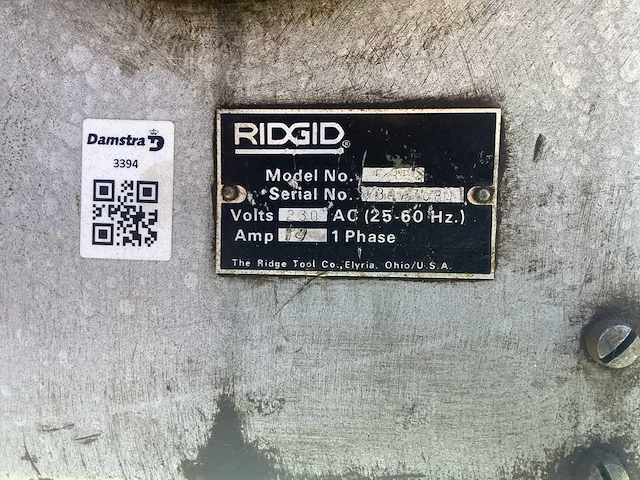 Damstra
3394
RIDGID®
Model No.
Serial No.
Volts 230 AC (25-60 Hz.)
Amp 1 Phase
The Ridge Tool Co., Elyria, Ohio/U.S.A.